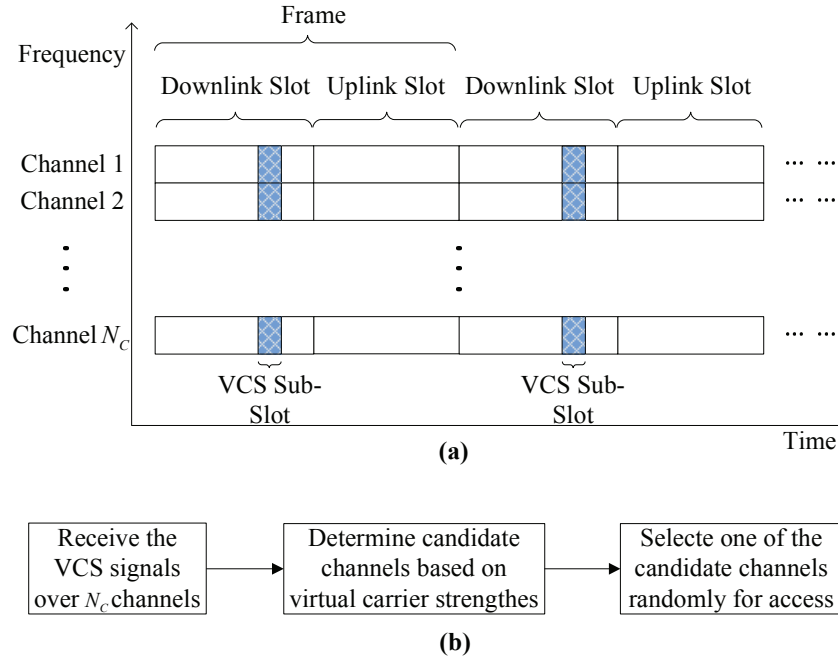 Frame
Frequency
Downlink Slot Uplink Slot Downlink Slot Uplink Slot
Channel 1 ... ...
Channel 2 ... ...
Channel N_C ... ...
VCS Sub-
Slot
VCS Sub-
Slot
Time
(a)
Receive the
VCS signals
over N_C channels
Determine candidate
channels based on
virtual carrier strengthes
Selecte one of the
candidate channels
randomly for access
(b)